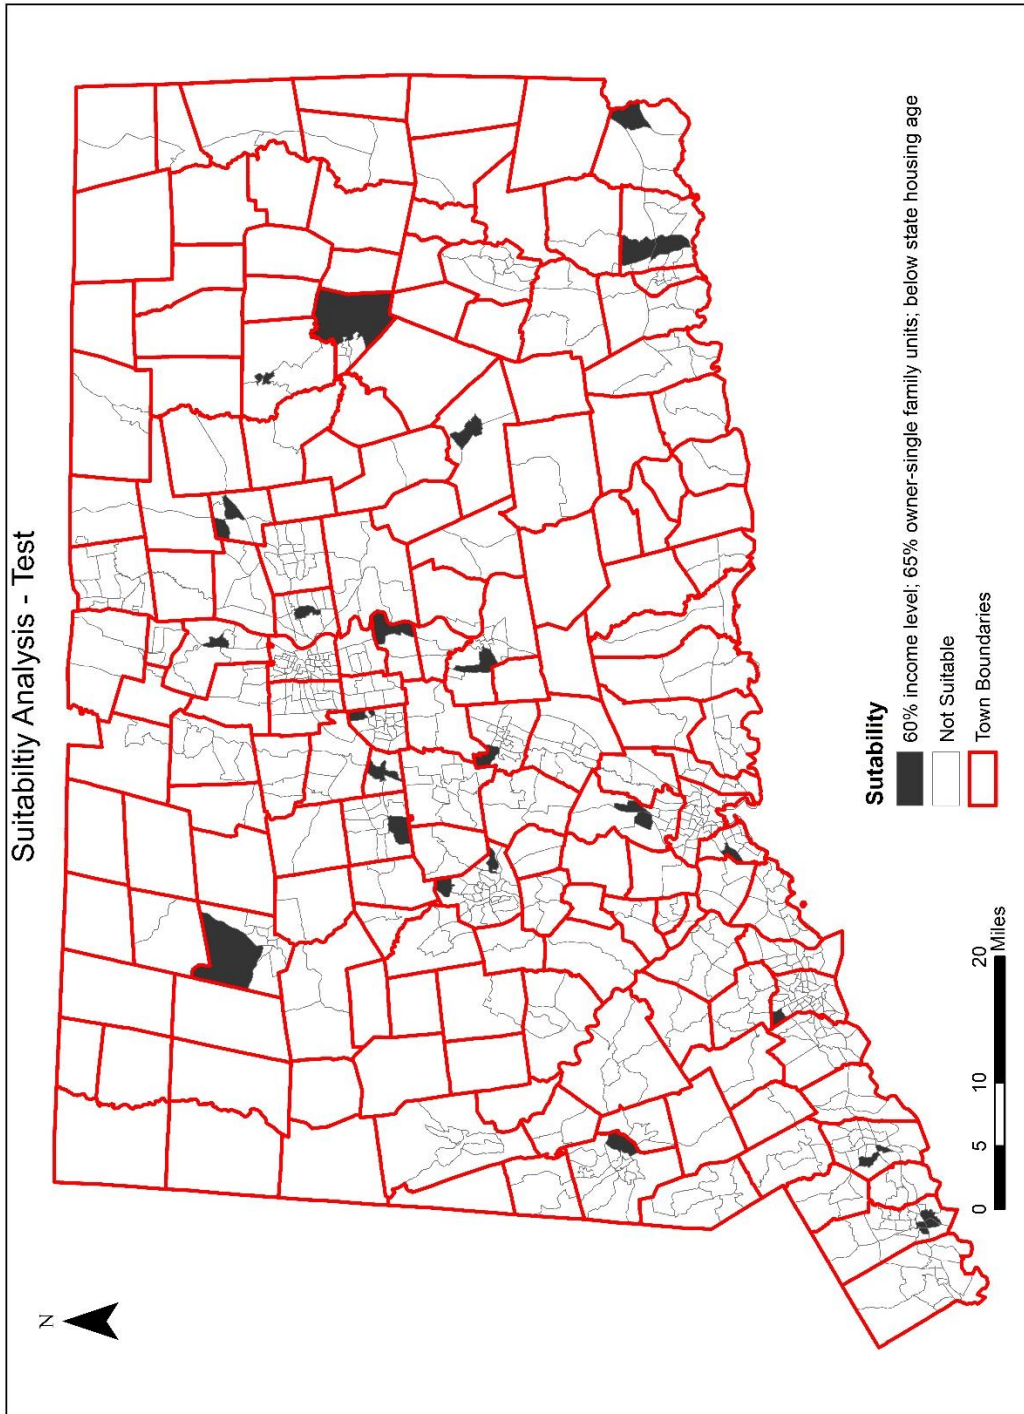 Suitabiltiy Analysis - Test
N
Sutability
60% income level; 65% owner-single family units; below state housing age
Not Suitable
Town Boundaries
0 5 10 20
Miles